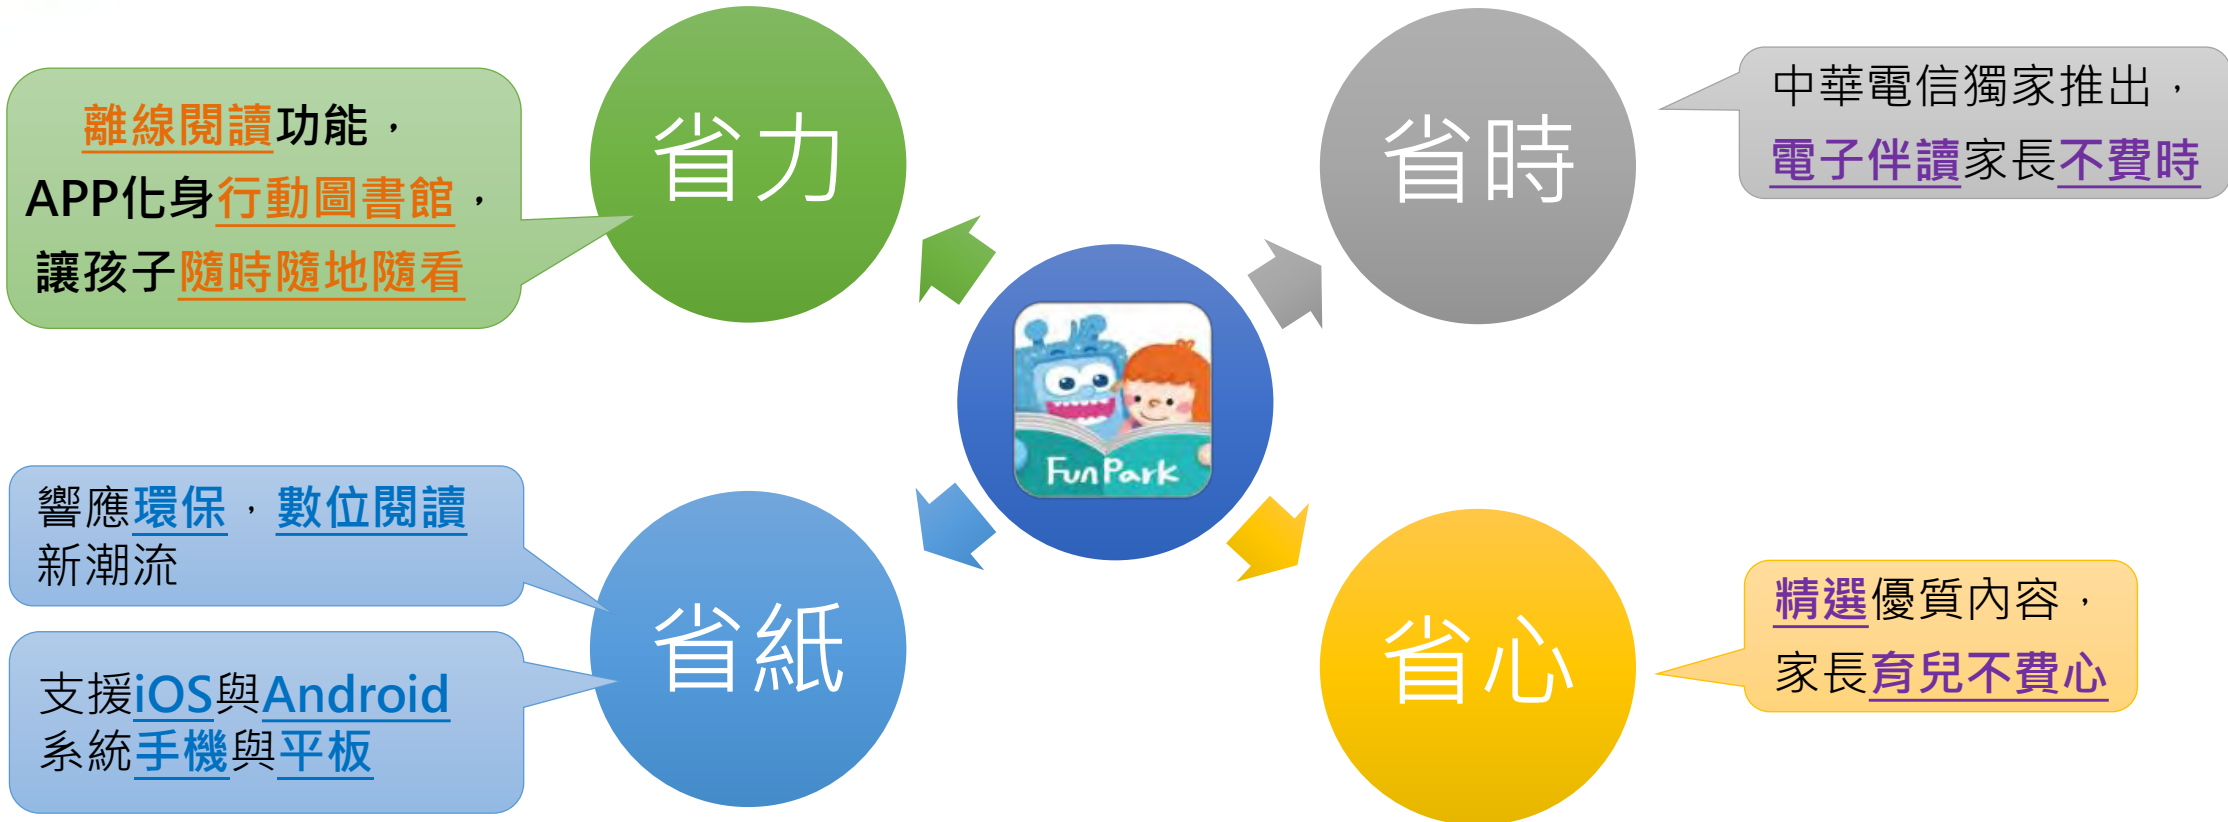 離線閱讀功能，
APP化身行動圖書館，
讓孩子隨時隨地隨看
省力
省時
中華電信獨家推出，
電子伴讀家長不費時
FunPark
響應環保，數位閱讀
新潮流
支援iOS與Android
系統手機與平板
省紙
省心
精選優質內容，
家長育兒不費心